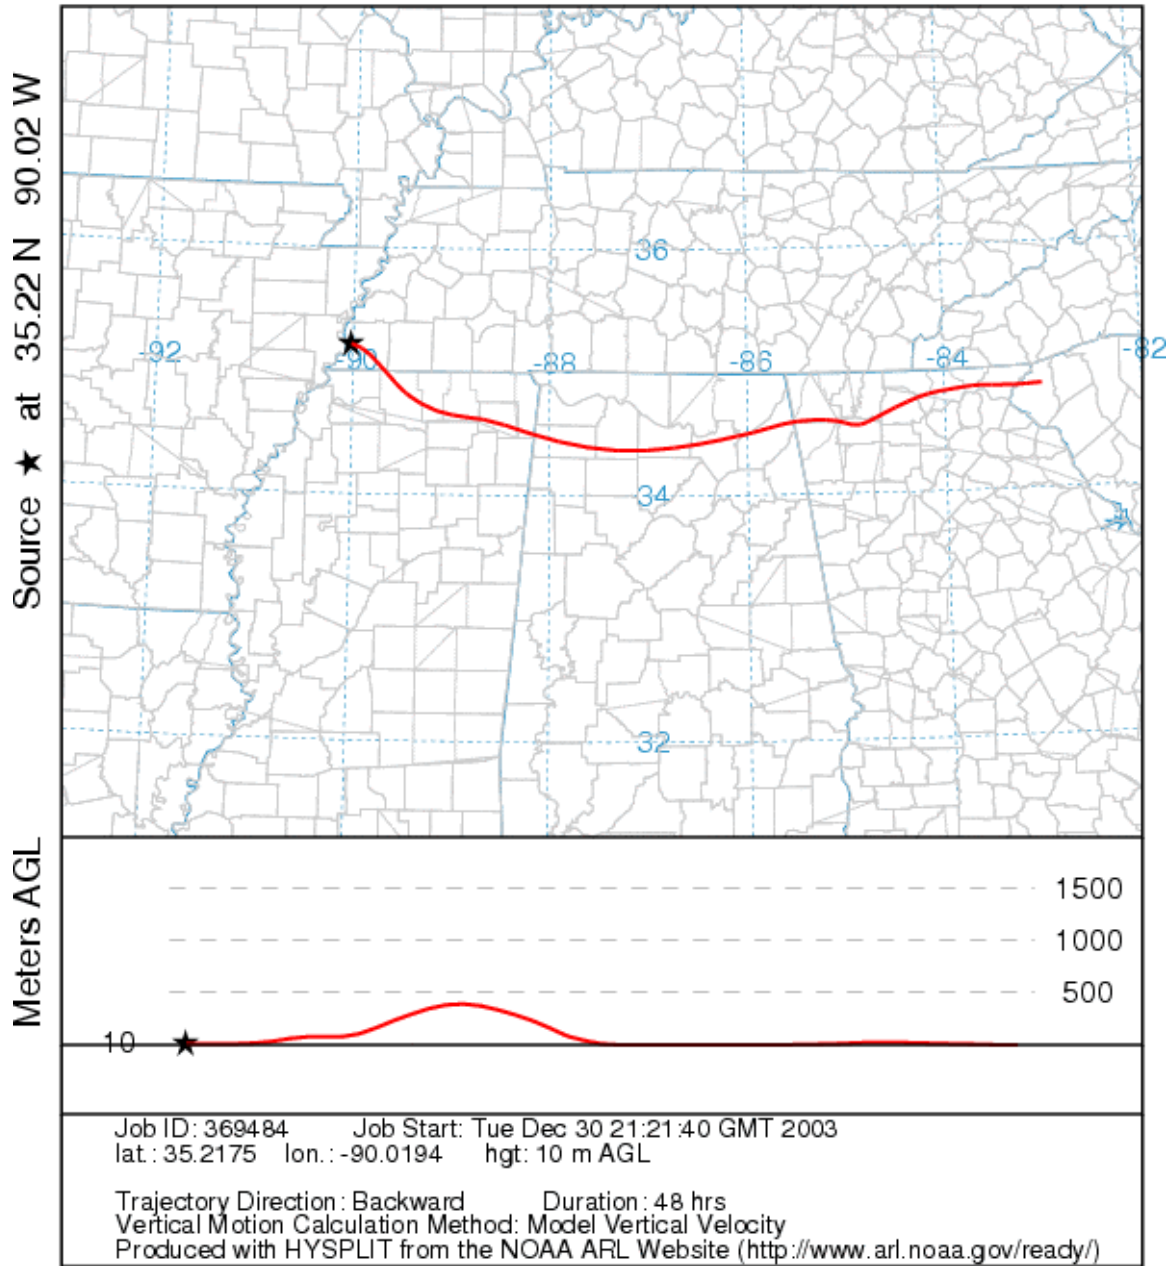 Source ★ at 35.22 N 90.02 W
36
-92
-90
-88
-86
-84
-82
34
32
Meters AGL
1500
1000
500
10
Job ID: 369484 Job Start: Tue Dec 30 21:21:40 GMT 2003
lat.: 35.2175 lon.: -90.0194 hgt: 10 m AGL
Trajectory Direction: Backward Duration: 48 hrs
Vertical Motion Calculation Method: Model Vertical Velocity
Produced with HYSPLIT from the NOAA ARL Website (http://www.arl.noaa.gov/ready/)